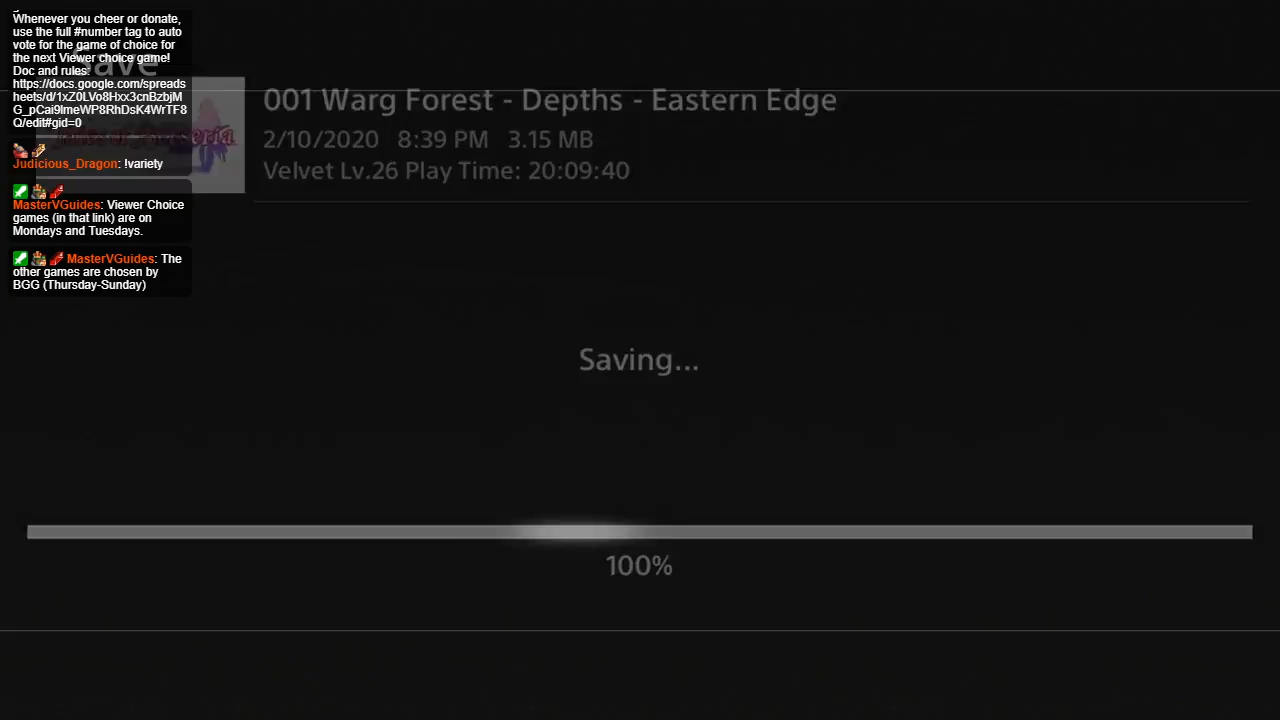 Whenever you cheer or donate,
use the full #number tag to auto
vote for the game of choice for
the next Viewer choice game!
Doc and rules:
https://docs.google.com/spreads
heets/d/1xZ0LVo8Hxx3cnBzbjM
G_pCai9lmeWP8RhDsK4WrTF8
Q/edit#gid=0
Save
Judicious_Dragon: !variety
MasterVGuides: Viewer Choice
games (in that link) are on
Mondays and Tuesdays.
MasterVGuides: The
other games are chosen by
BGG (Thursday-Sunday)
001 Warg Forest - Depths - Eastern Edge
2/10/2020 8:39 PM 3.15 MB
Velvet Lv.26 Play Time: 20:09:40
Saving...
100%